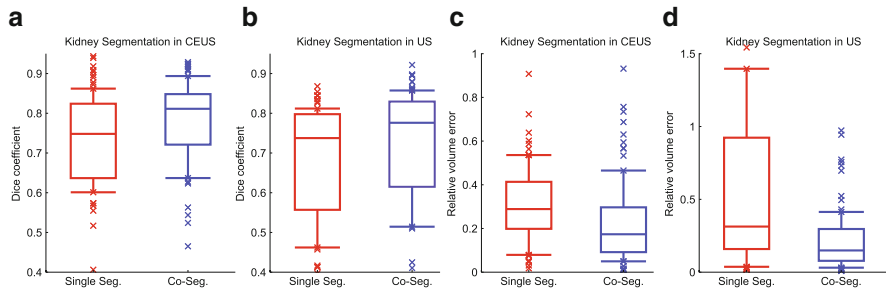 a
Kidney Segmentation in CEUS
Dice coefficient
0.9
0.8
0.7
0.6
0.5
0.4
Single Seg.
Co-Seg.
b
Kidney Segmentation in US
Dice coefficient
0.9
0.8
0.7
0.6
0.5
0.4
Single Seg.
Co-Seg.
c
Kidney Segmentation in CEUS
Relative volume error
1
0.8
0.6
0.4
0.2
0
Single Seg.
Co-Seg.
d
Kidney Segmentation in US
Relative volume error
1.5
1
0.5
0
Single Seg.
Co-Seg.